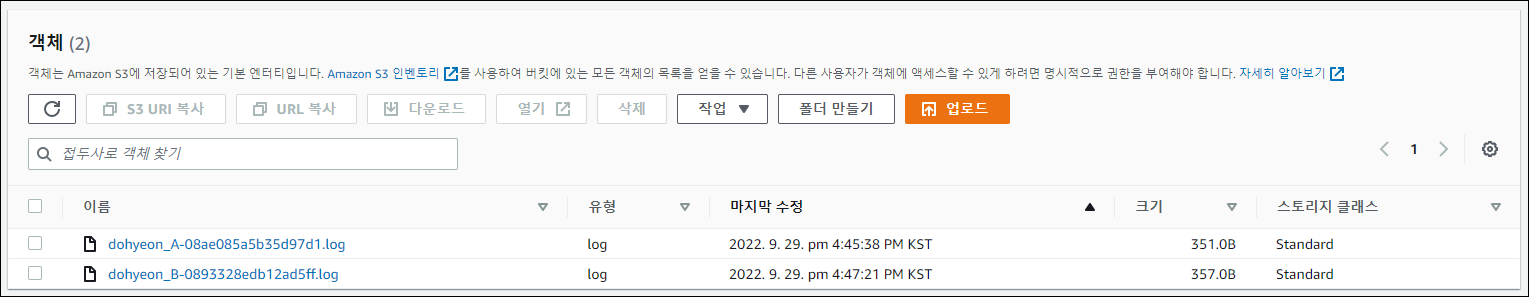 객체 (2)
객체는 Amazon S3에 저장되어 있는 기본 엔터티입니다. Amazon S3 인벤토리 를 사용하여 버킷에 있는 모든 객체의 목록을 얻을 수 있습니다. 다른 사용자가 객체에 액세스할 수 있게 하려면 명시적으로 권한을 부여해야 합니다. 자세히 알아보기
S3 URI 복사 URL 복사 다운로드 열기 삭제 작업 폴더 만들기 업로드
접두사로 객체 찾기 1
이름 유형 마지막 수정 크기 스토리지 클래스
dohyeon_A-08ae085a5b35d97d1.log log 2022. 9. 29. pm 4:45:38 PM KST 351.0B Standard
dohyeon_B-0893328edb12ad5ff.log log 2022. 9. 29. pm 4:47:21 PM KST 357.0B Standard